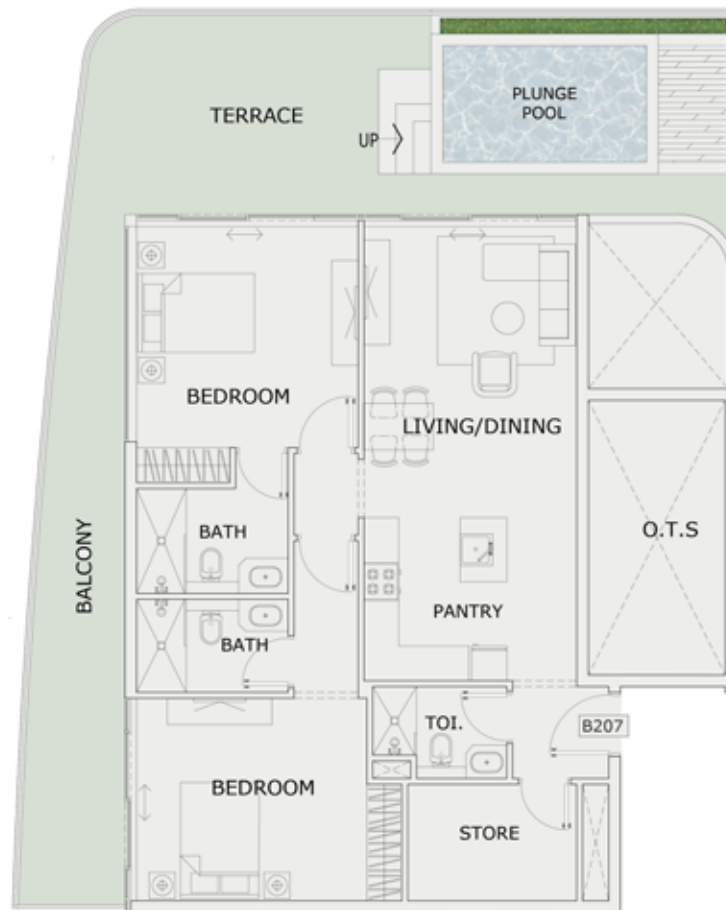 PLUNGE
POOL
TERRACE
UP
BEDROOM
LIVING/DINING
BALCONY
BATH
O.T.S
PANTRY
BATH
TOI.
B207
BEDROOM
STORE